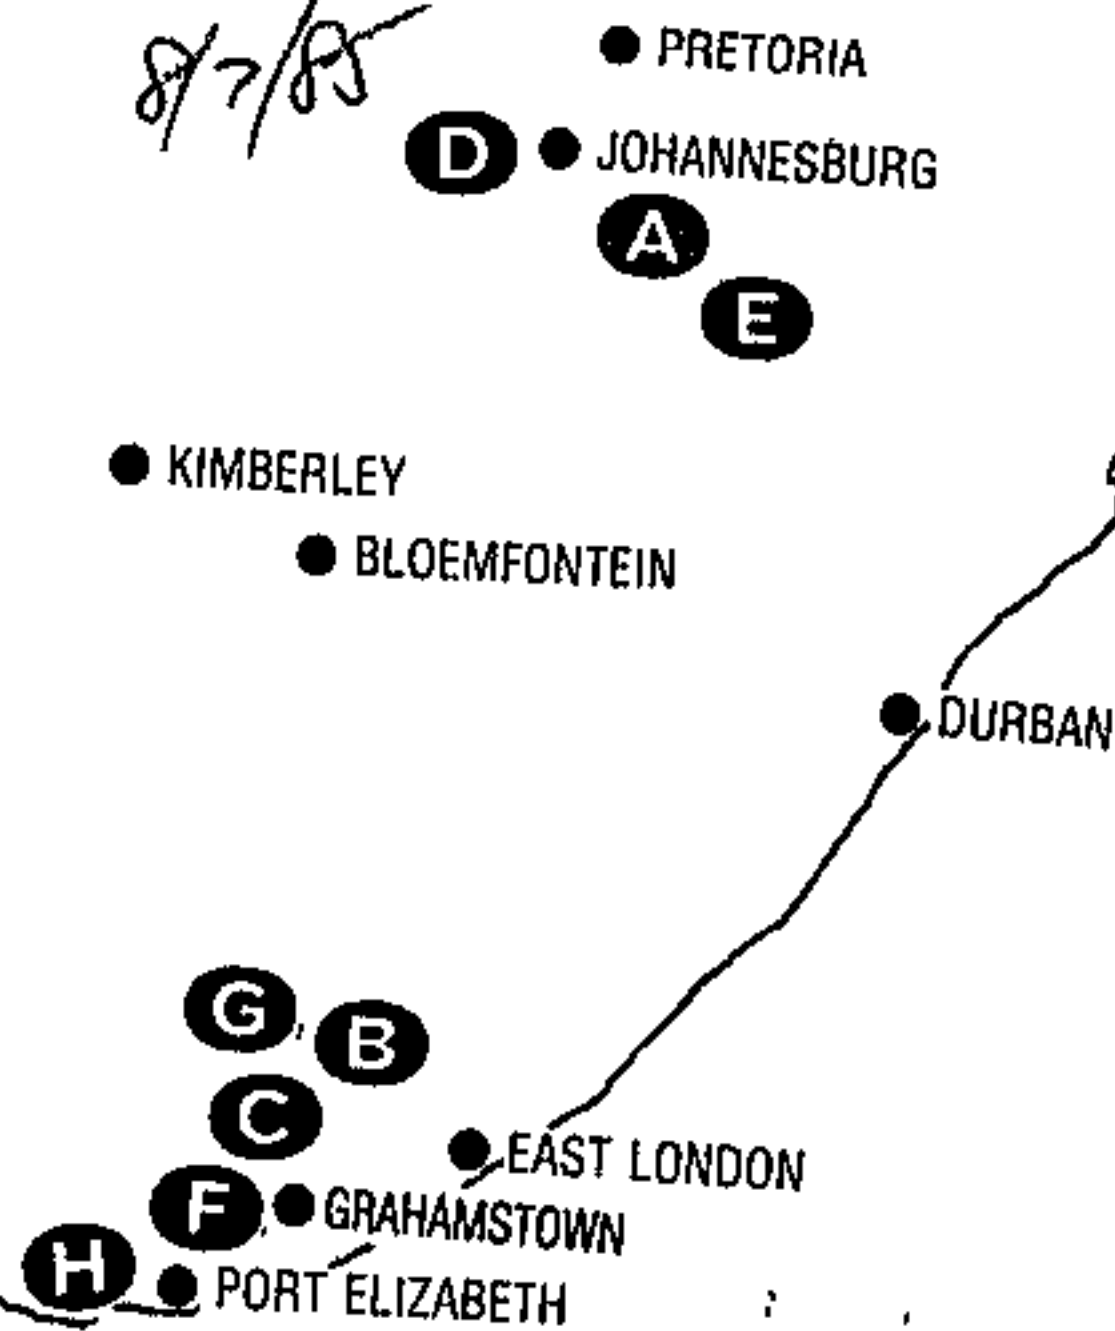 8/7/85
PRETORIA
D JOHANNESBURG
A
E
KIMBERLEY
BLOEMFONTEIN
DURBAN
G
B
C
EAST LONDON
F GRAHAMSTOWN
H PORT ELIZABETH